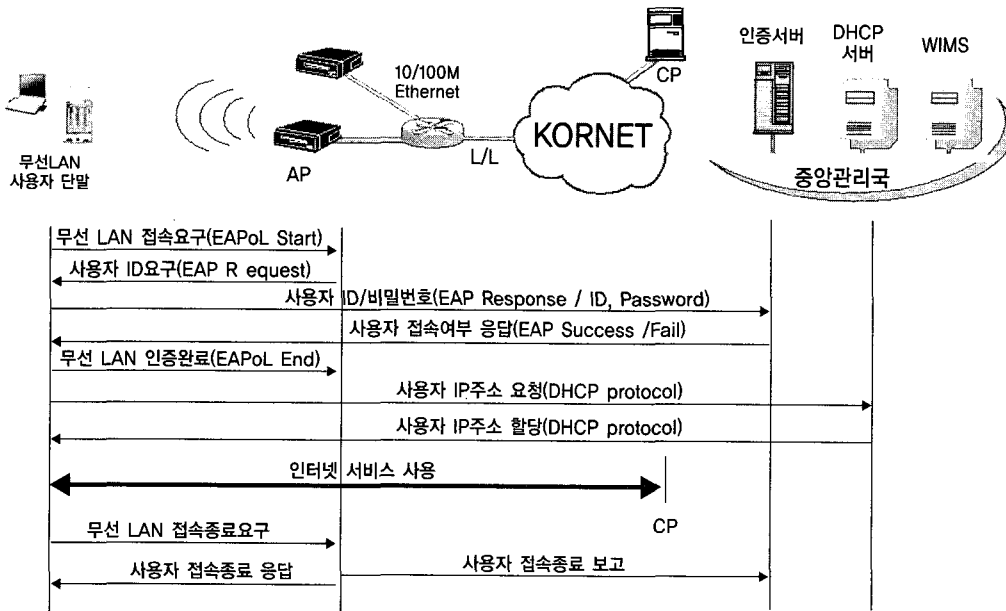 인증서버
DHCP
서버
WIMS
CP
10/100M
Ethernet
KORNET
L/L
AP
무선LAN
사용자 단말
중앙관리국
무선 LAN 접속요구(EAPoL Start)
사용자 ID요구(EAP R equest)
사용자 ID/비밀번호(EAP Response / ID, Password)
사용자 접속여부 응답(EAP Success /Fail)
무선 LAN 인증완료(EAPoL End)
사용자 IP주소 요청(DHCP protocol)
사용자 IP주소 할당(DHCP protocol)
인터넷 서비스 사용
CP
무선 LAN 접속종료요구
사용자 접속종료 응답
사용자 접속종료 보고